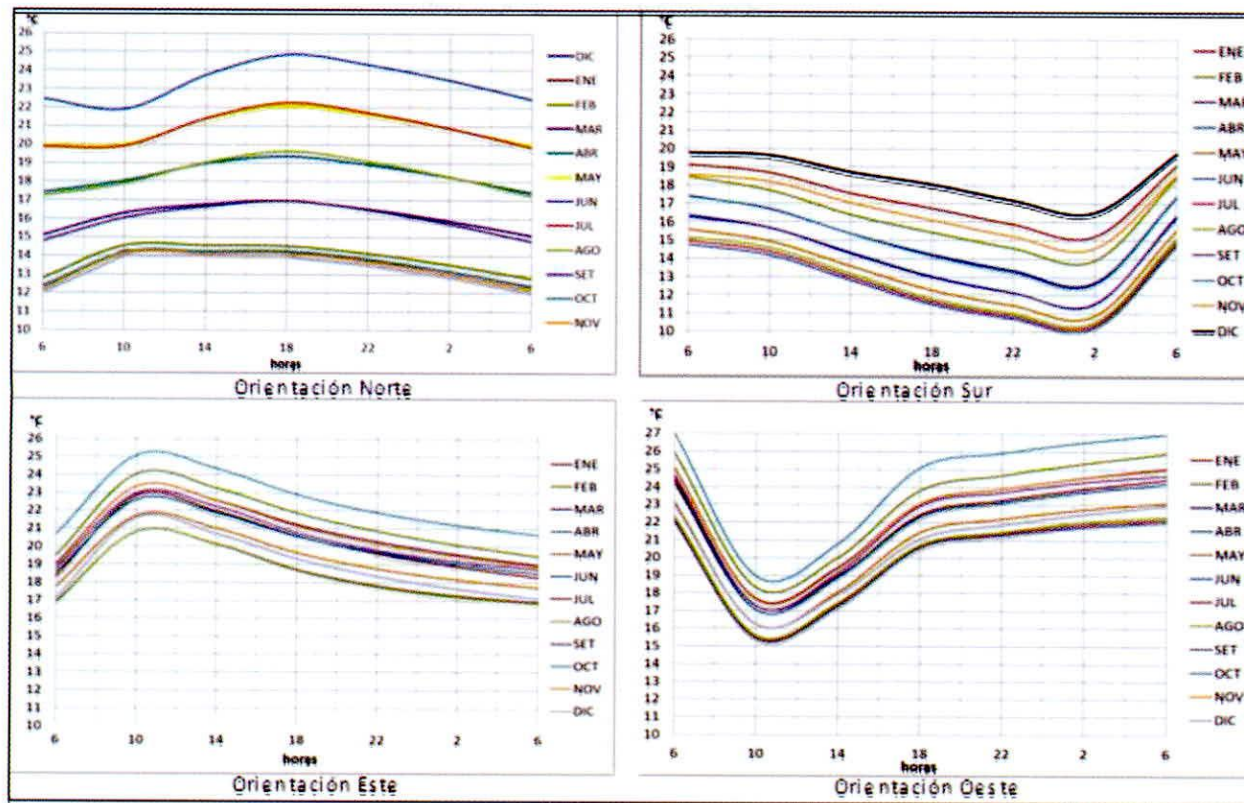 °C
26
25
24
23
22
21
20
19
18
17
16
15
14
13
12
11
10
6 10 14 18 22 2 6
horas
DIC
ENE
FEB
MAR
ABR
MAY
JUN
JUL
AGO
SET
OCT
NOV
Orientación Norte
°C
26
25
24
23
22
21
20
19
18
17
16
15
14
13
12
11
10
6 10 14 18 22 2 6
horas
ENE
FEB
MAR
ABR
MAY
JUN
JUL
AGO
SET
OCT
NOV
DIC
Orientación Sur
°C
26
25
24
23
22
21
20
19
18
17
16
15
14
13
12
11
10
6 10 14 18 22 2 6
horas
ENE
FEB
MAR
ABR
MAY
JUN
JUL
AGO
SET
OCT
NOV
DIC
Orientación Este
°C
27
26
25
24
23
22
21
20
19
18
17
16
15
14
13
12
11
10
6 10 14 18 22 2 6
horas
ENE
FEB
MAR
ABR
MAY
JUN
JUL
AGO
SET
OCT
NOV
DIC
Orientación Oeste